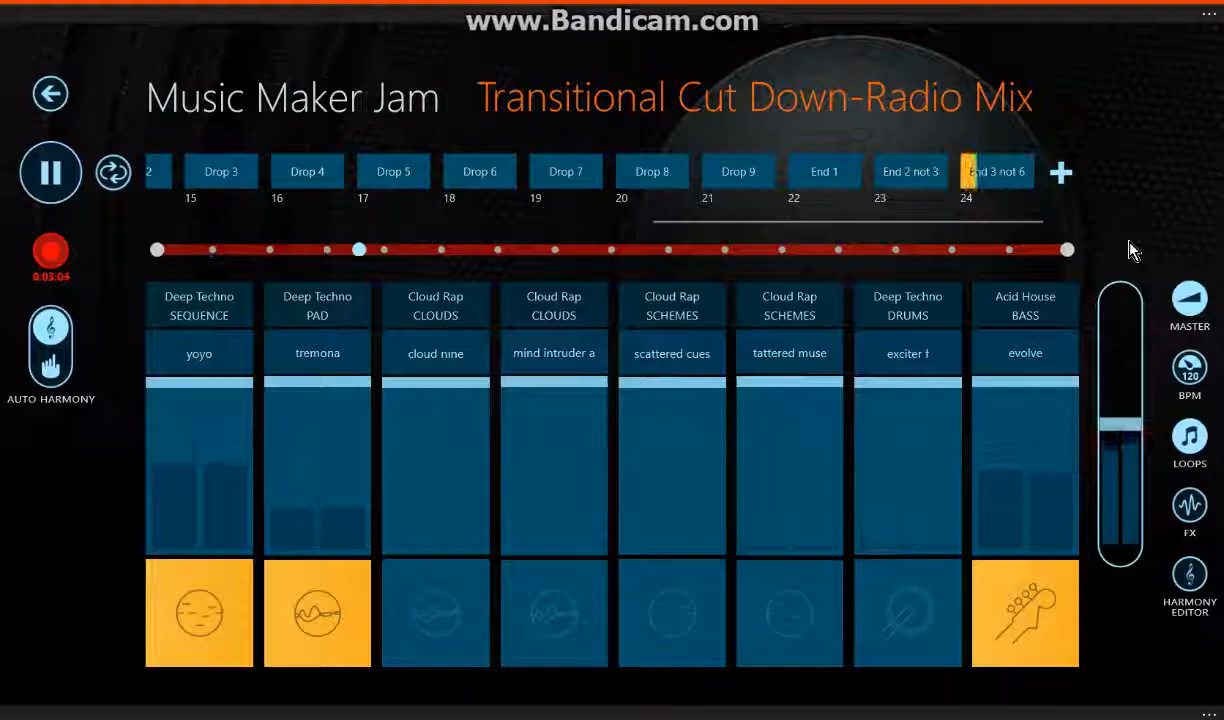 www.Bandicam.com
Music Maker Jam Transitional Cut Down-Radio Mix
2 Drop 3 Drop 4 Drop 5 Drop 6 Drop 7 Drop 8 Drop 9 End 1 End 2 not 3 End 3 not 6
15 16 17 18 19 20 21 22 23 24
0:03:04
AUTO HARMONY
Deep Techno SEQUENCE
Deep Techno PAD
Cloud Rap CLOUDS
Cloud Rap CLOUDS
Cloud Rap SCHEMES
Cloud Rap SCHEMES
Deep Techno DRUMS
Acid House BASS
yoyo
tremona
cloud nine
mind intruder a
scattered cues
tattered muse
exciter f
evolve
MASTER
120
BPM
LOOPS
FX
HARMONY
EDITOR